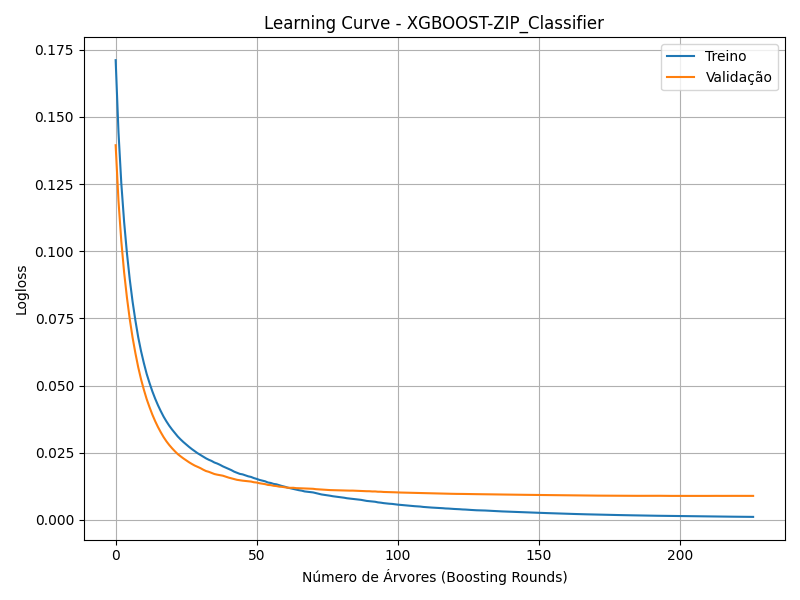 Learning Curve - XGBOOST-ZIP_Classifier
Treino
Validação
0.175
0.150
0.125
0.100
0.075
0.050
0.025
0.000
Logloss
0
50
100
150
200
Número de Árvores (Boosting Rounds)